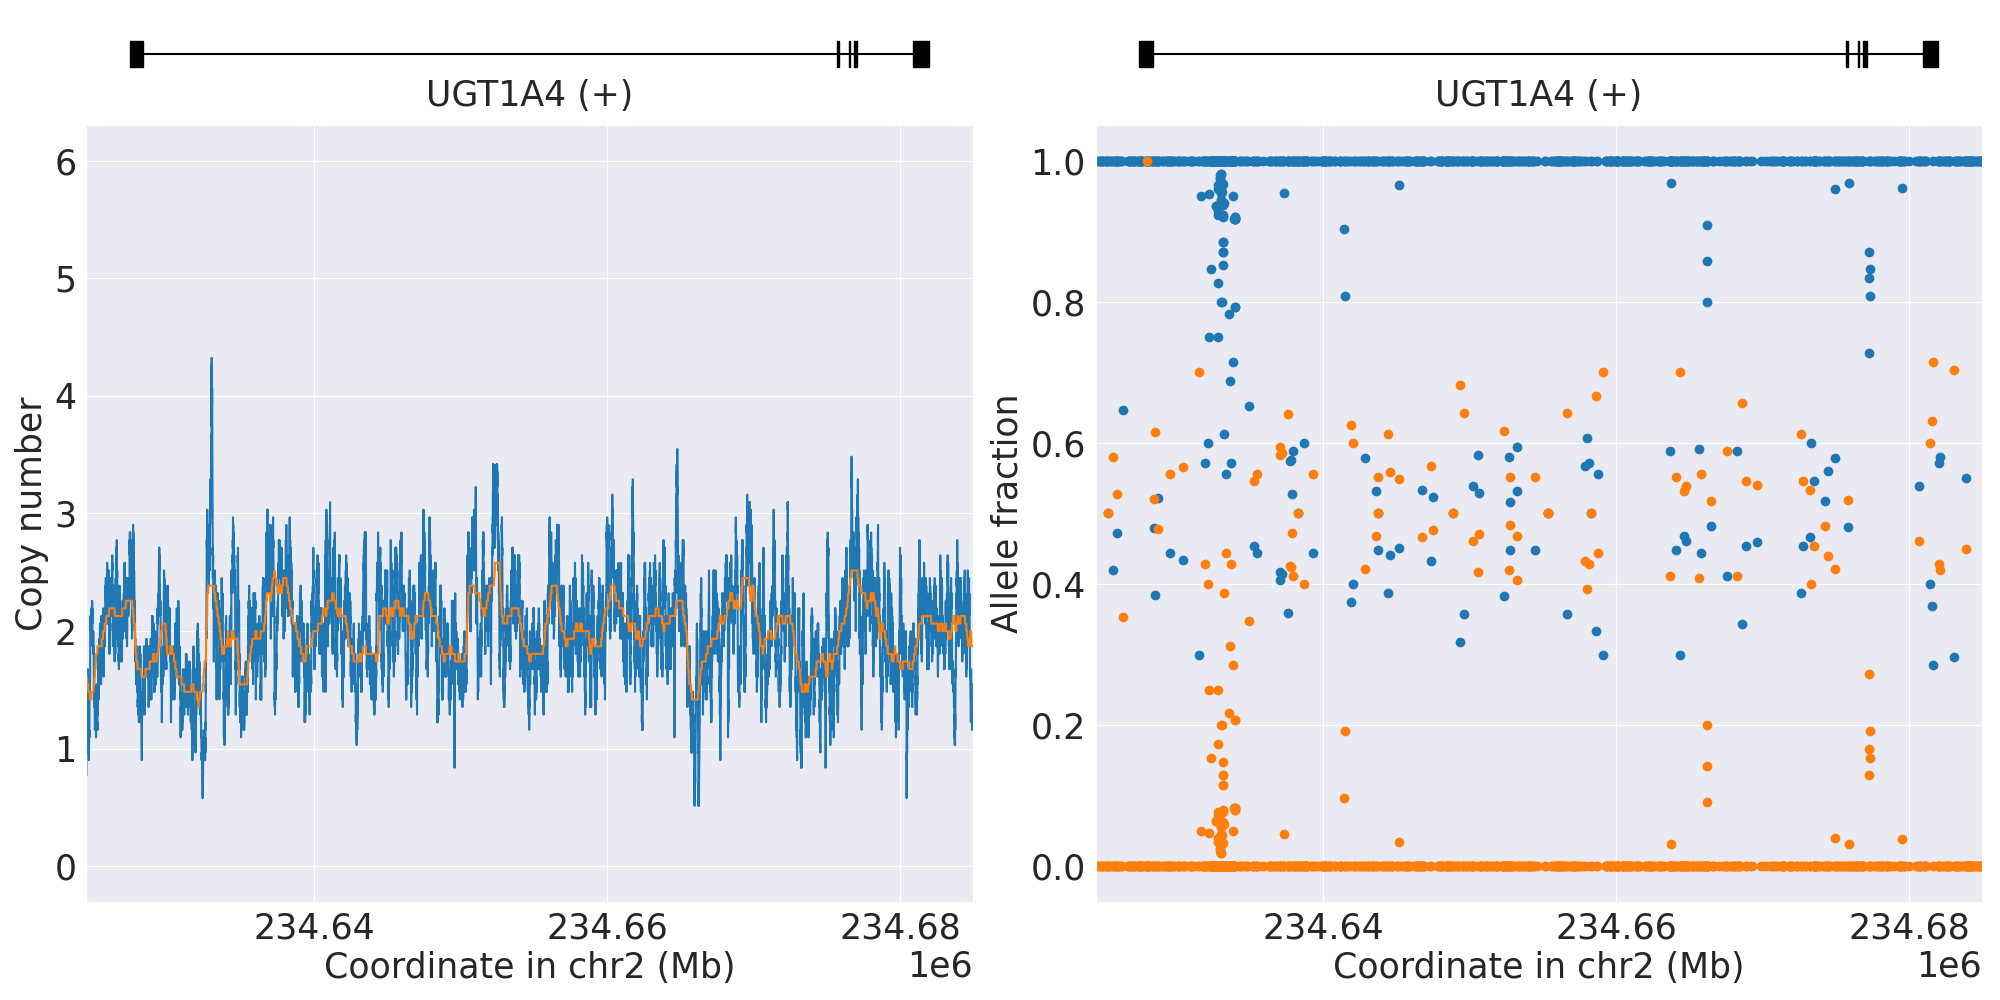 UGT1A4 (+)
6
5
4
3
2
1
0
Copy number
234.64 234.66 234.68
1e6
Coordinate in chr2 (Mb)
UGT1A4 (+)
1.0
0.8
0.6
0.4
0.2
0.0
Allele fraction
234.64 234.66 234.68
1e6
Coordinate in chr2 (Mb)